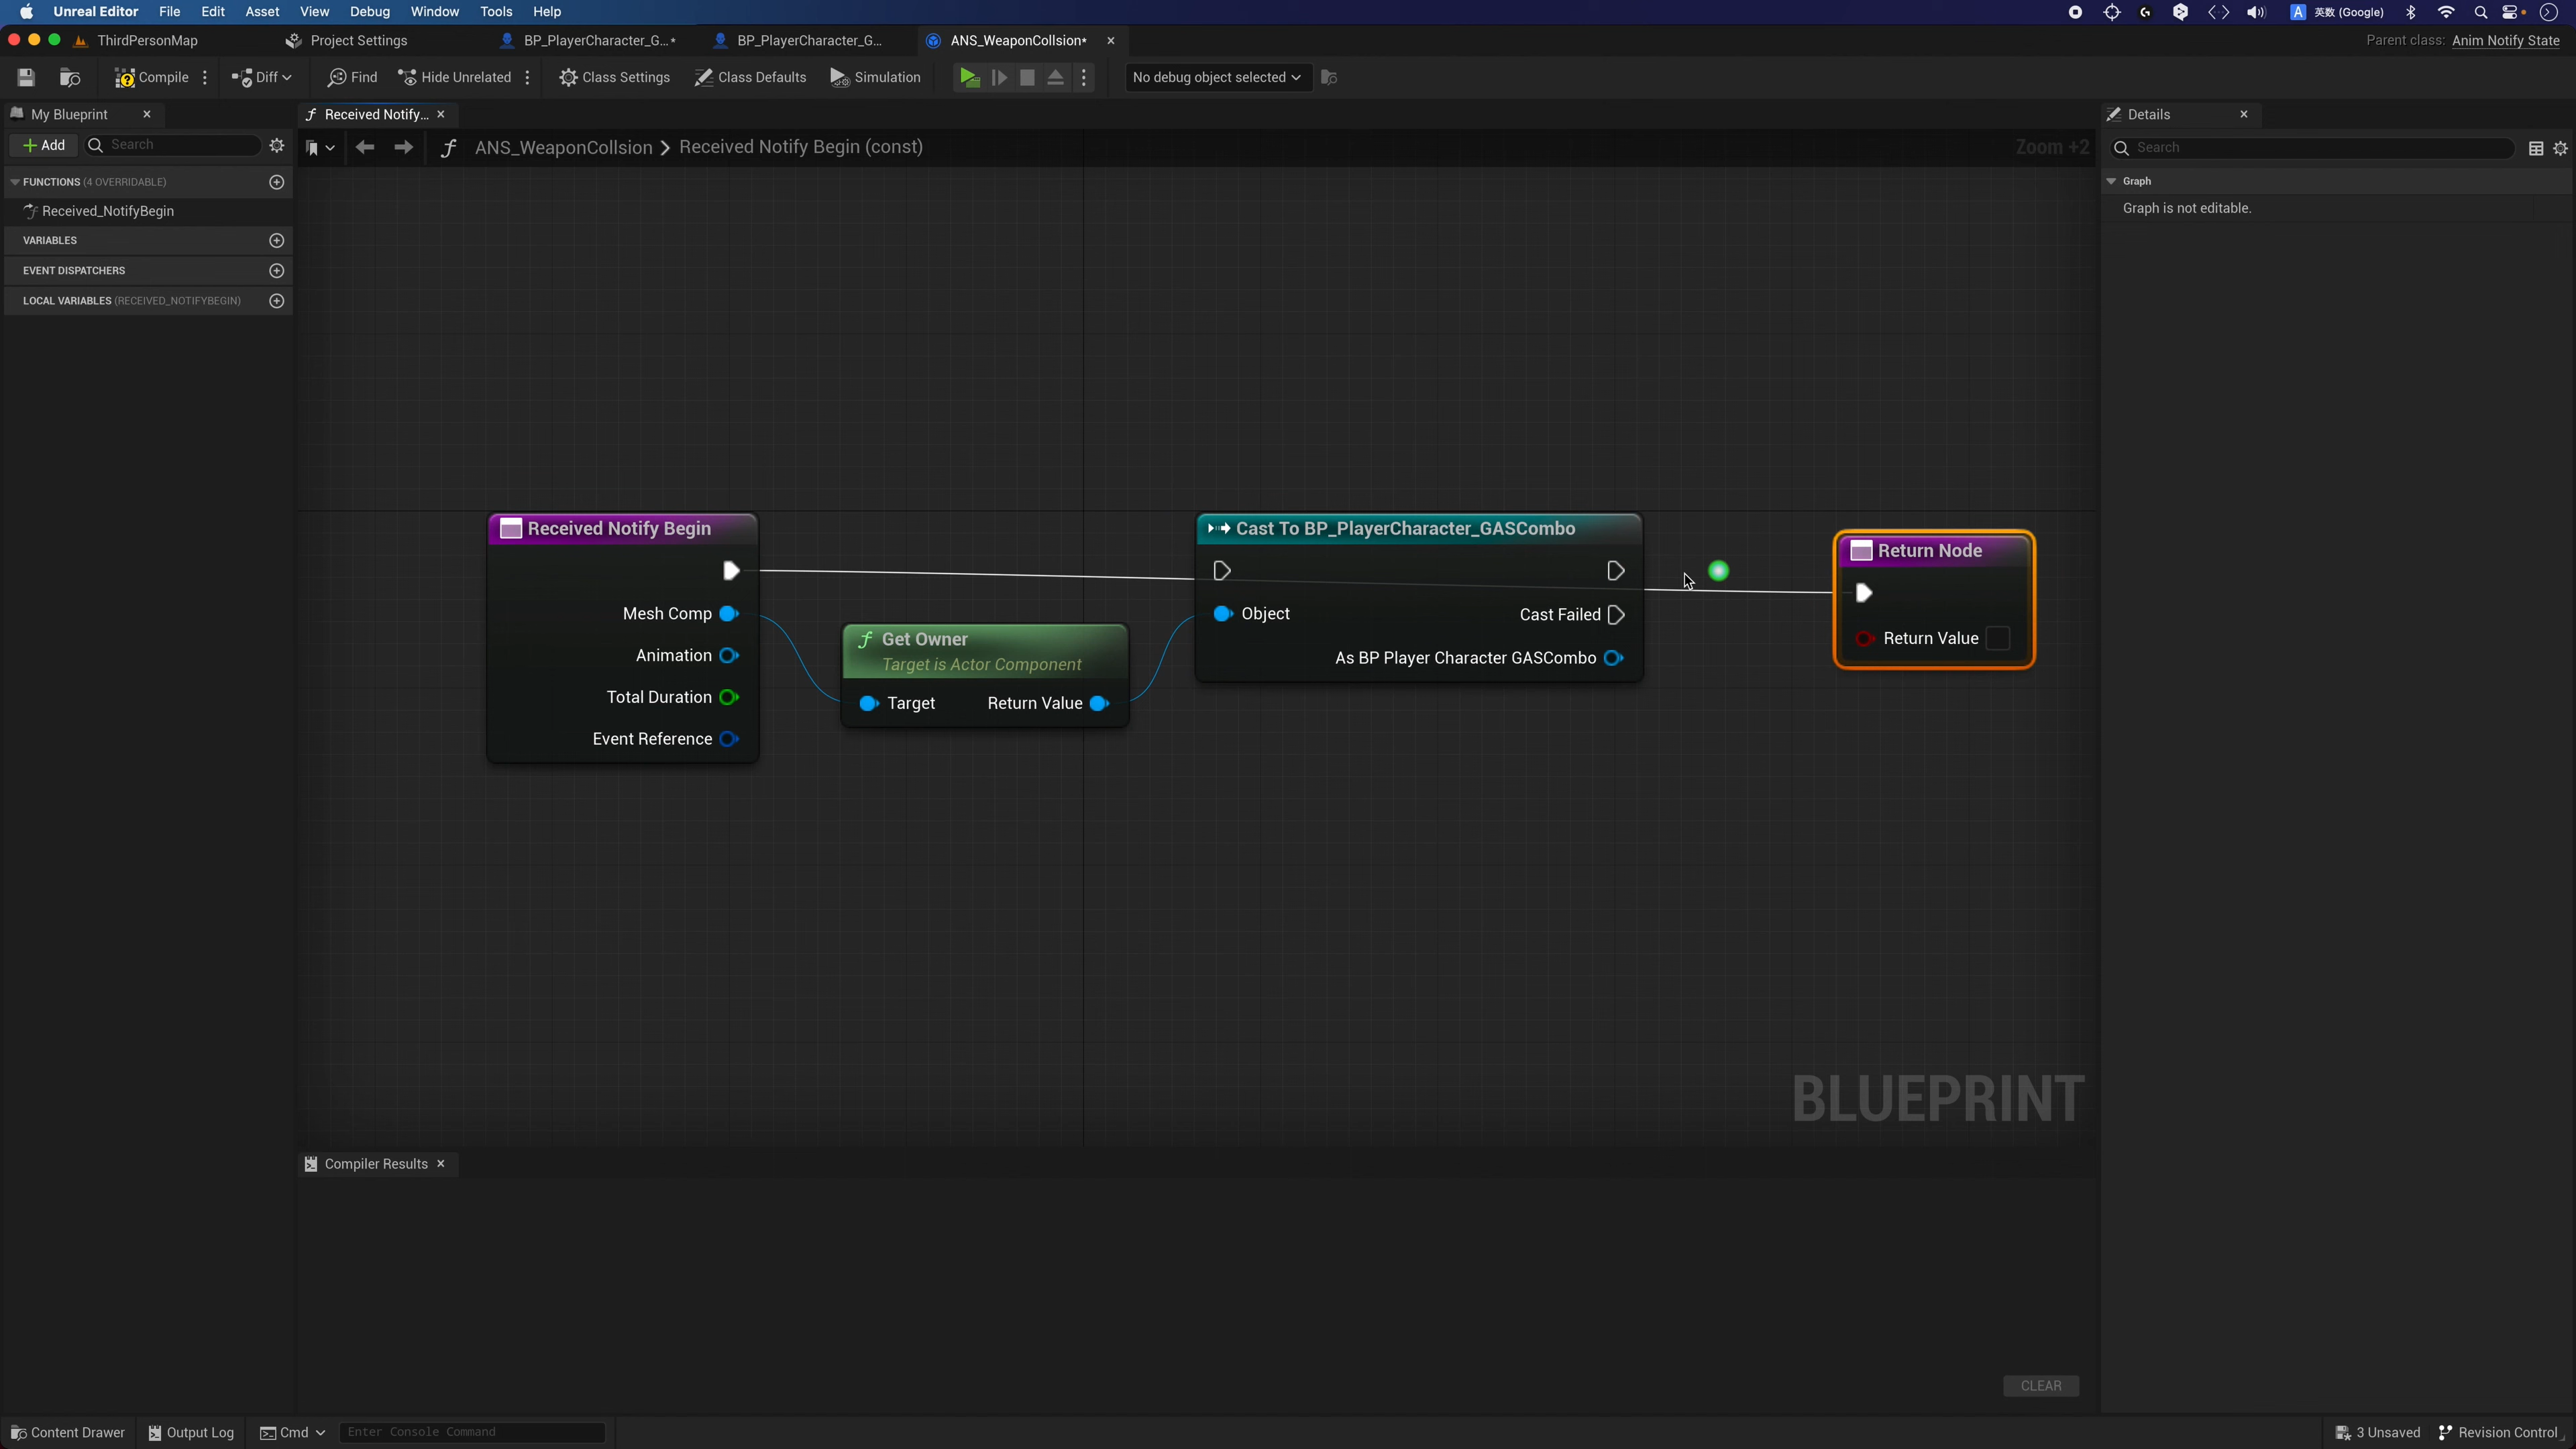 Unreal Editor File Edit Asset View Debug Window Tools Help
A 英数 (Google)
ThirdPersonMap Project Settings BP_PlayerCharacter_G...* BP_PlayerCharacter_G... ANS_WeaponCollsion*
Parent class: Anim Notify State
Compile Diff Find Hide Unrelated Class Settings Class Defaults Simulation No debug object selected
My Blueprint
Received Notify...
Details
Add Search
ANS_WeaponCollsion > Received Notify Begin (const)
Zoom +2
Search
FUNCTIONS (4 OVERRIDABLE)
Received_NotifyBegin
VARIABLES
EVENT DISPATCHERS
LOCAL VARIABLES (RECEIVED_NOTIFYBEGIN)
Graph
Graph is not editable.
Received Notify Begin
Mesh Comp
Animation
Total Duration
Event Reference
Get Owner
Target is Actor Component
Target Return Value
Cast To BP_PlayerCharacter_GASCombo
Object Cast Failed
As BP Player Character GASCombo
Return Node
Return Value
BLUEPRINT
Compiler Results
CLEAR
Content Drawer Output Log Cmd Enter Console Command
3 Unsaved Revision Control